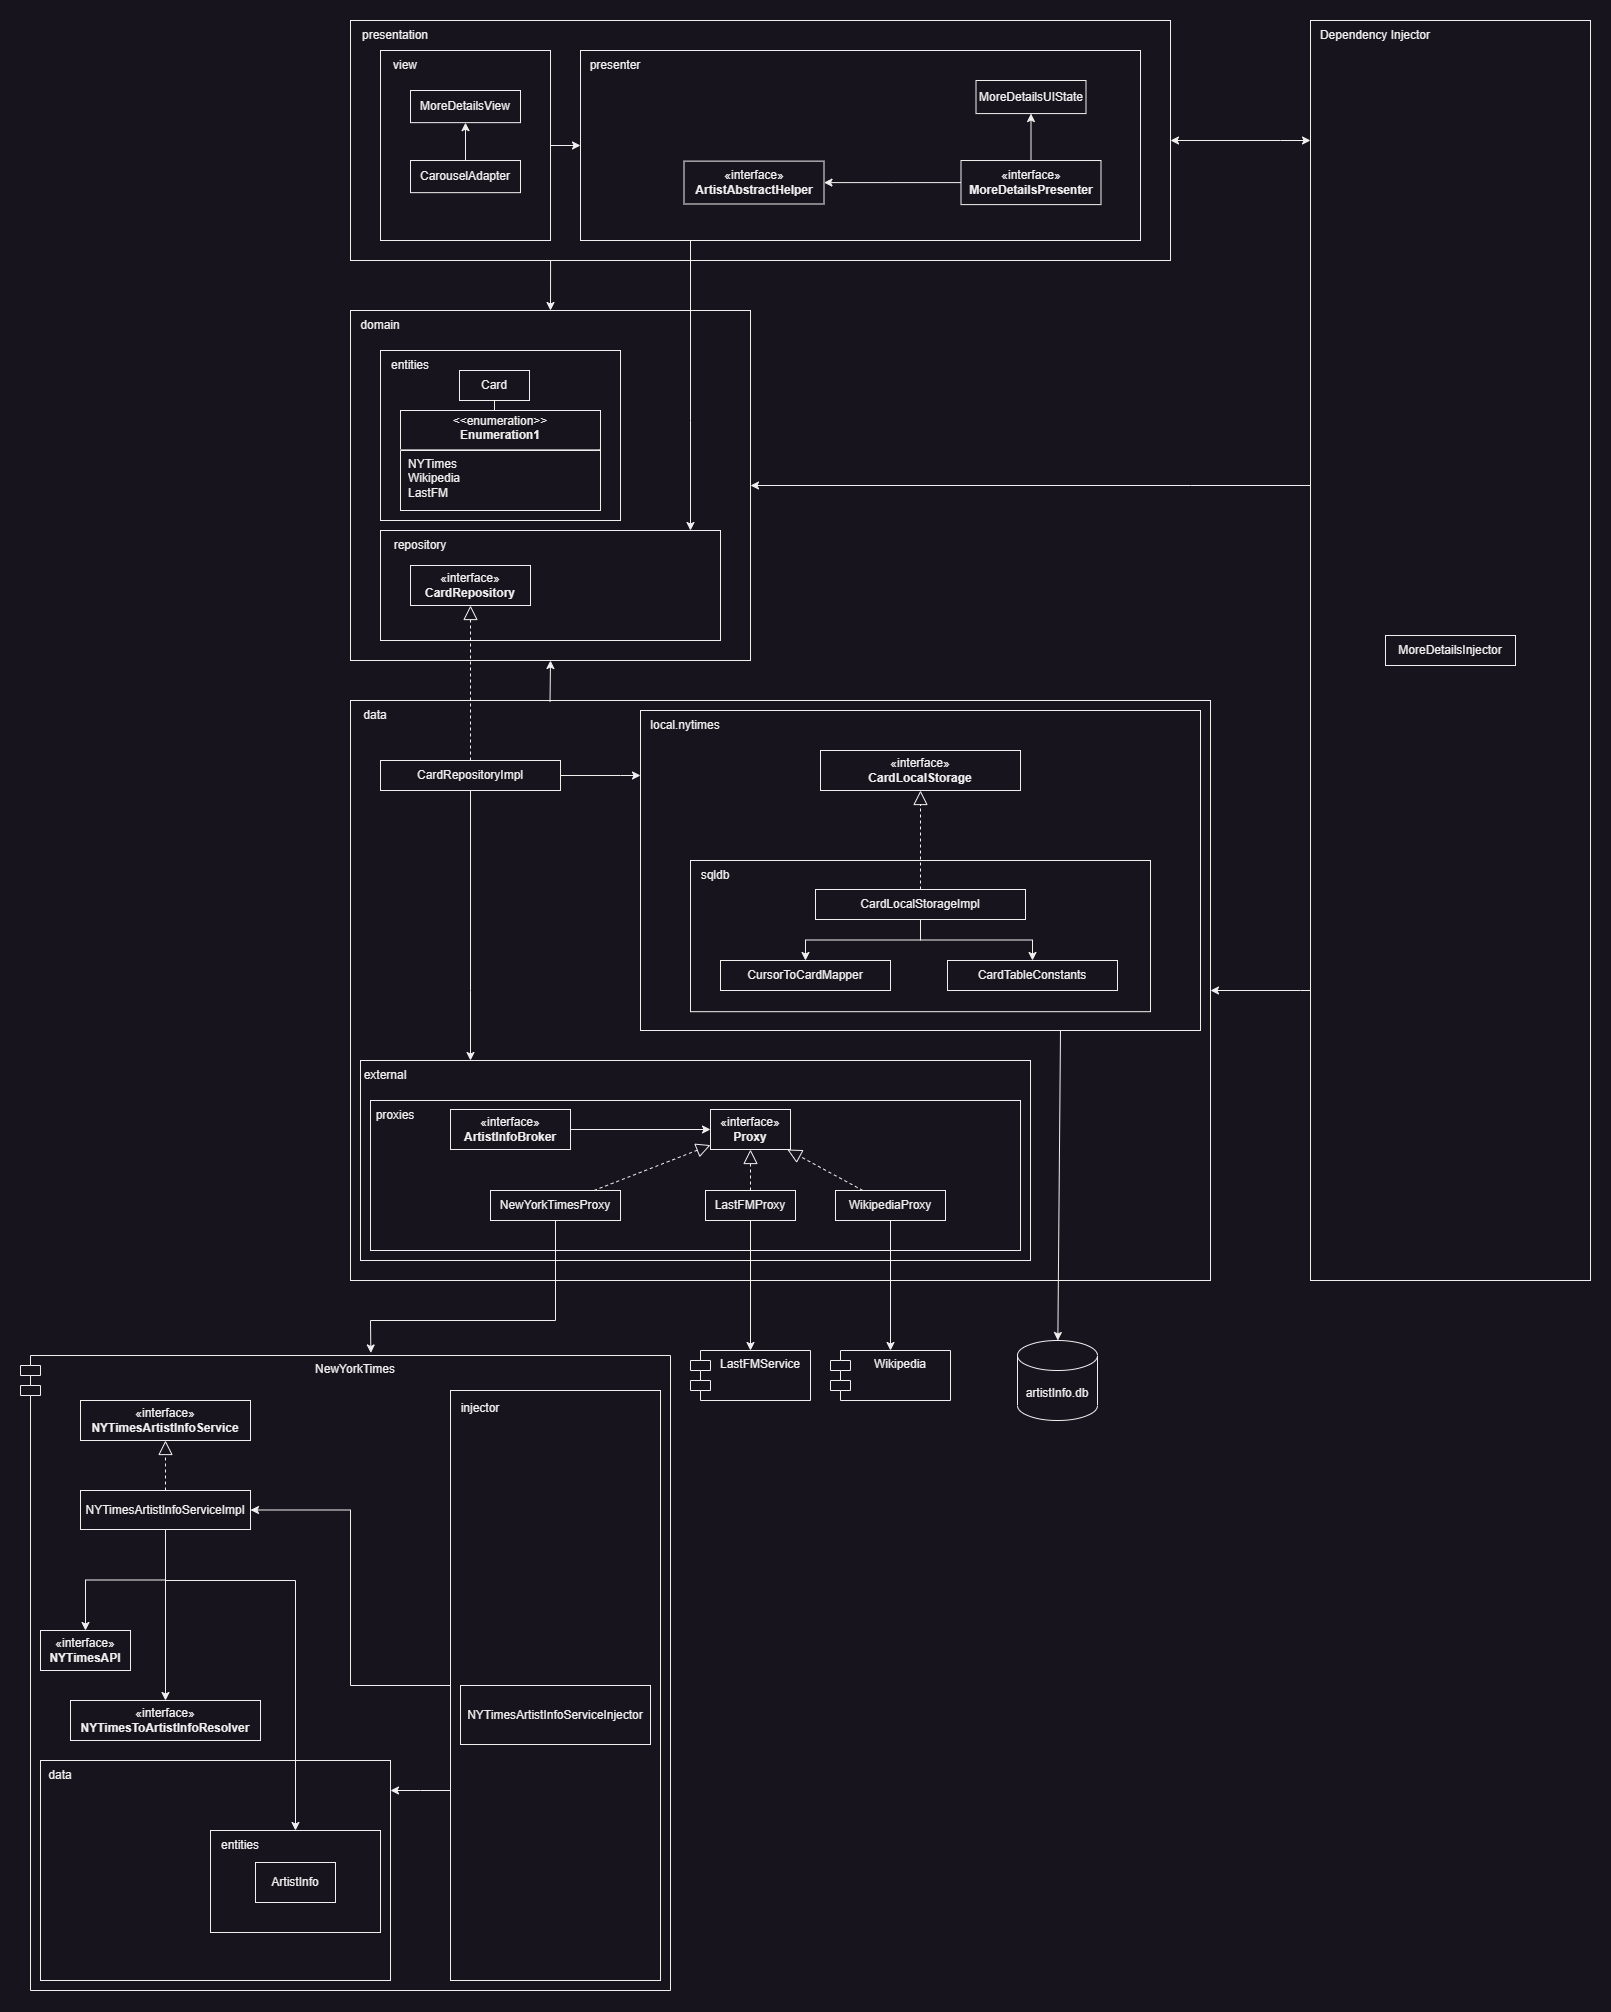 presentation
Dependency Injector
view
presenter
MoreDetailsView
MoreDetailsUIState
CarouselAdapter
«interface»
ArtistAbstractHelper
«interface»
MoreDetailsPresenter
domain
entities
Card
<<enumeration>>
Enumeration1
NYTimes
Wikipedia
LastFM
repository
«interface»
CardRepository
MoreDetailsInjector
data
local.nytimes
CardRepositoryImpl
«interface»
CardLocalStorage
sqldb
CardLocalStorageImpl
CursorToCardMapper
CardTableConstants
external
proxies
«interface»
ArtistInfoBroker
«interface»
Proxy
NewYorkTimesProxy
LastFMProxy
WikipediaProxy
NewYorkTimes
LastFMService
Wikipedia
artistInfo.db
«interface»
NYTimesArtistInfoService
injector
NYTimesArtistInfoServiceImpl
«interface»
NYTimesAPI
«interface»
NYTimesToArtistInfoResolver
NYTimesArtistInfoServiceInjector
data
entities
ArtistInfo